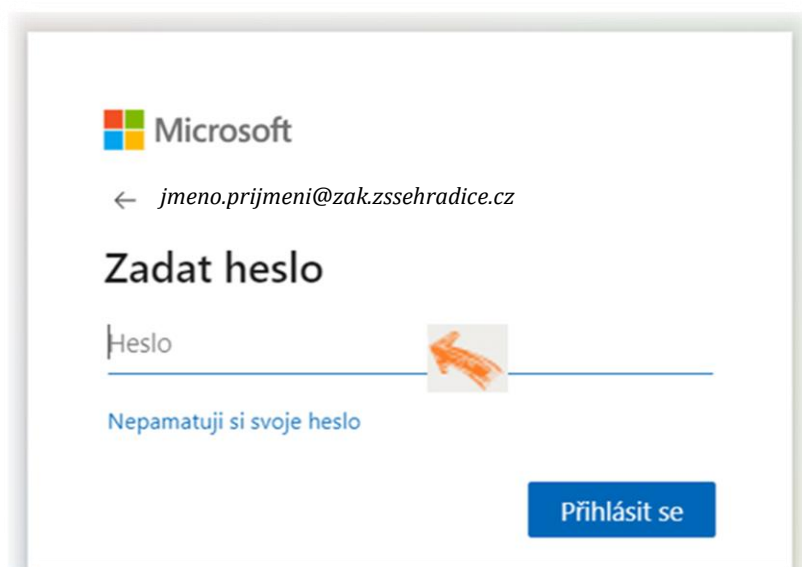 Microsoft
← jmeno.prijmeni@zak.zssehradice.cz
Zadat heslo
Heslo
Nepamatuji si svoje heslo
Přihlásit se